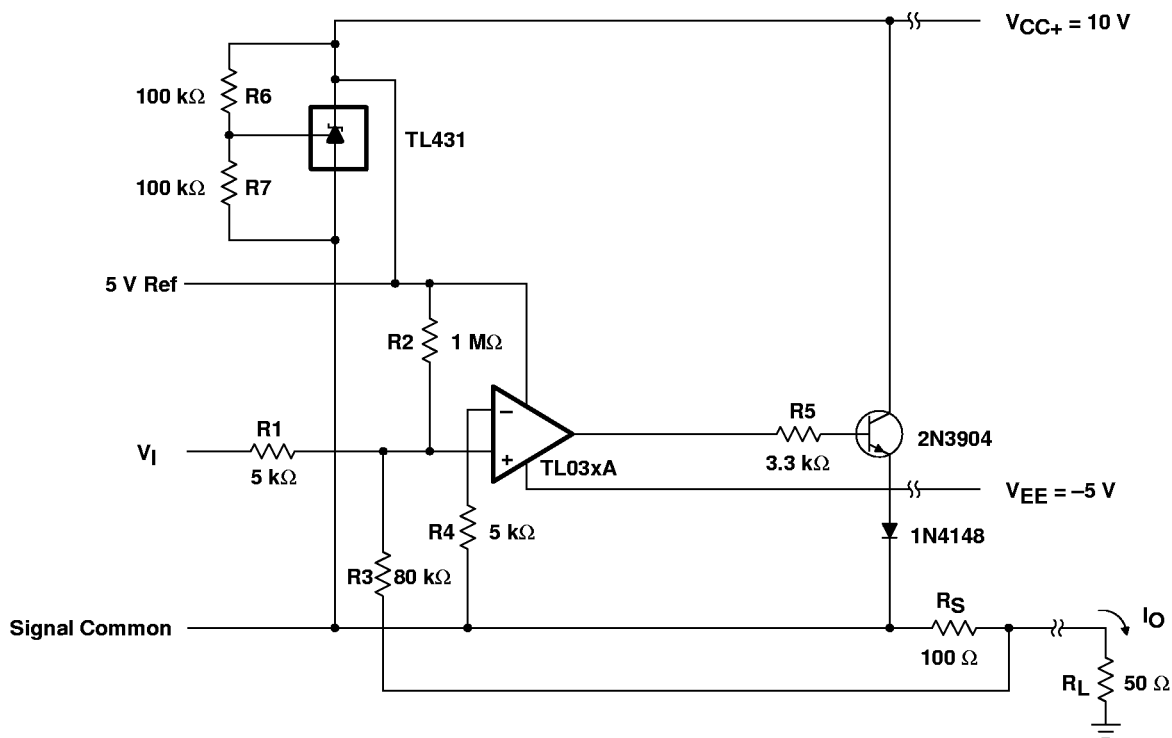 VCC+ = 10 V
100 kΩ R6
TL431
100 kΩ R7
5 V Ref
R2 1 MΩ
R1
VI
5 kΩ
−
+
TL03xA
R5
3.3 kΩ
2N3904
VEE = −5 V
R4 5 kΩ
1N4148
R3 80 kΩ
Signal Common
RS
100 Ω
IO
RL 50 Ω